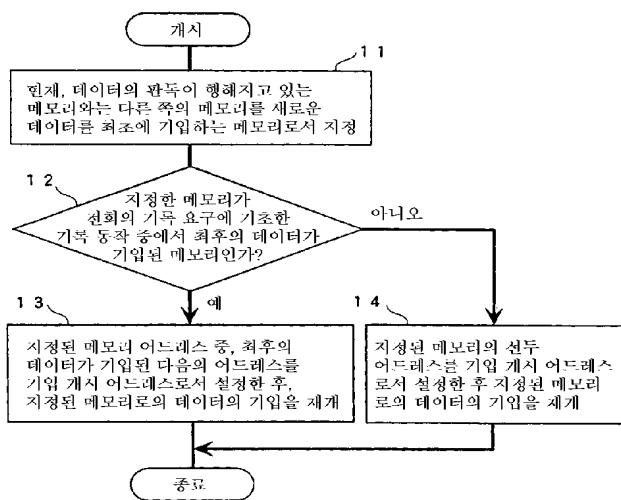 개시
11
현재, 데이터의 판독이 행해지고 있는
메모리와는 다른 쪽의 메모리를 새로운
데이터를 최초에 기입하는 메모리로서 지정
12
지정한 메모리가
전회의 기록 요구에 기초한
기록 동작 중에서 최후의 데이터가
기입된 메모리인가?
아니오
예
13
지정된 메모리 어드레스 중, 최후의
데이터가 기입된 다음의 어드레스를
기입 개시 어드레스로서 설정한 후,
지정된 메모리로의 데이터의 기입을 재개
14
지정된 메모리의 선두
어드레스를 기입 개시 어드레스
로서 설정한 후 지정된 메모리
로의 데이터의 기입을 재개
종료